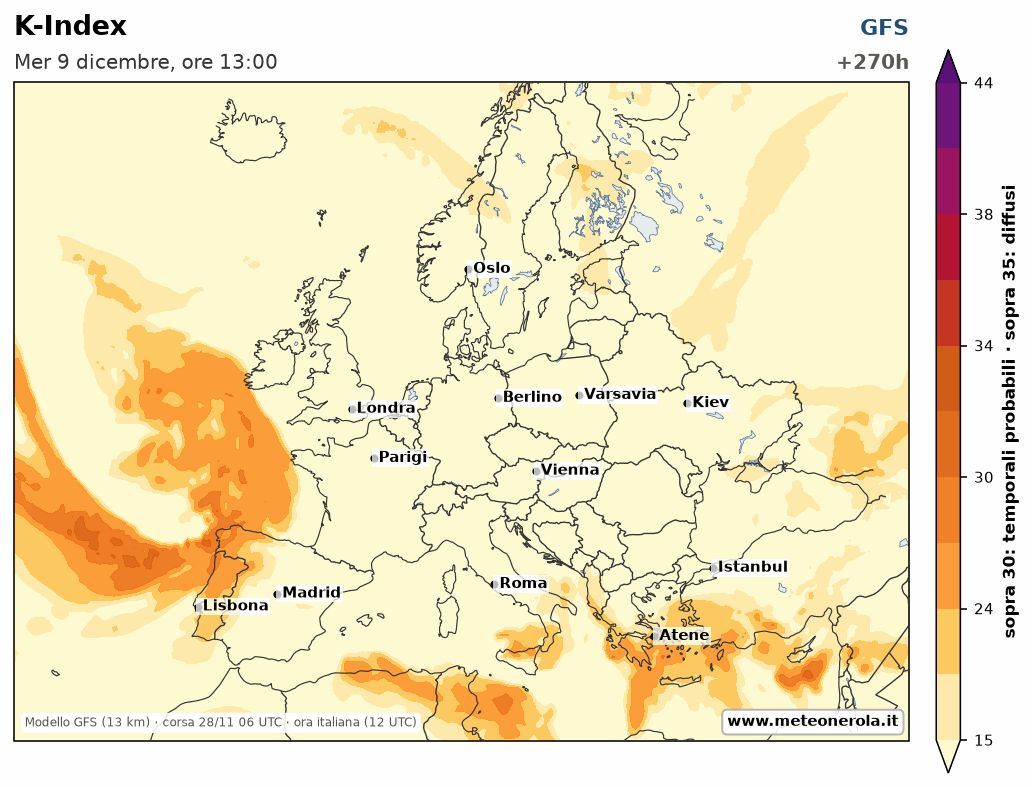 K-Index
GFS
Mer 9 dicembre, ore 13:00
+270h
Oslo
Berlino
Varsavia
Londra
Kiev
Parigi
Vienna
Istanbul
Roma
Madrid
Lisbona
Atene
Modello GFS (13 km) · corsa 28/11 06 UTC · ora italiana (12 UTC)
www.meteonerola.it
44
38
34
30
24
15
sopra 30: temporali probabili · sopra 35: diffusi